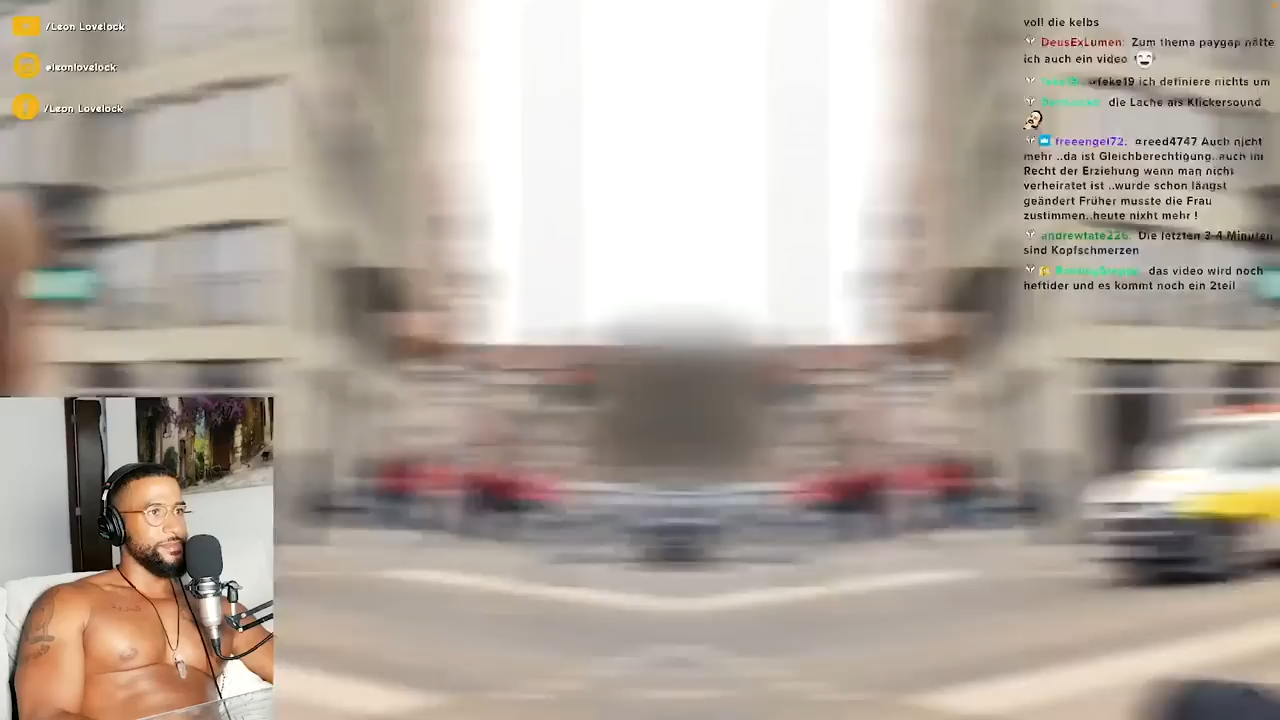 /Leon Lovelock
@leonlovelock
/Leon Lovelock
voll die kelbs
DeusExLumen: Zum thema paygap hätte
ich auch ein video
@feke19 ich definiere nichts um
die Lache als Klickersound
freeengel72: @reed4747 Auch nicht
mehr ..da ist Gleichberechtigung..auch im
Recht der Erziehung wenn mag nicht
verheiratet ist ..wurde schon längst
geändert Früher musste die Frau
zustimmen..heute nixht mehr !
andrewtate226: Die letzten 3-4 Minuten
sind Kopfschmerzen
das video wird noch
heftider und es kommt noch ein 2teil